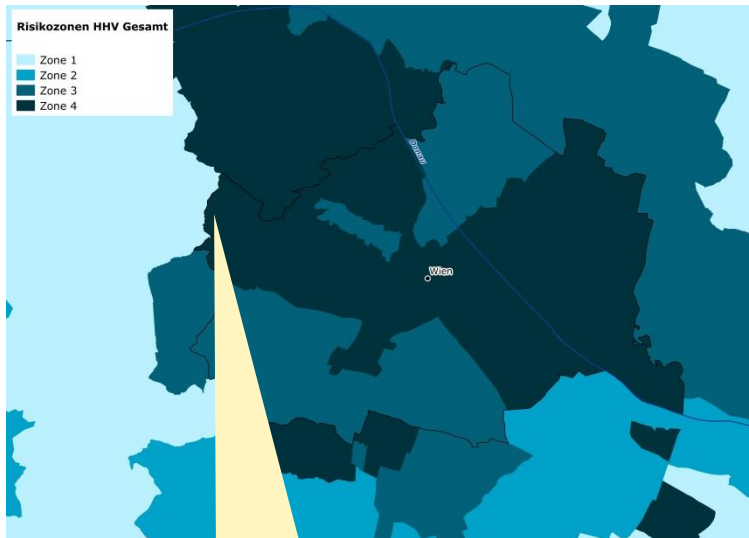 Risikozonen HHV Gesamt
Zone 1
Zone 2
Zone 3
Zone 4
Donau
Wien